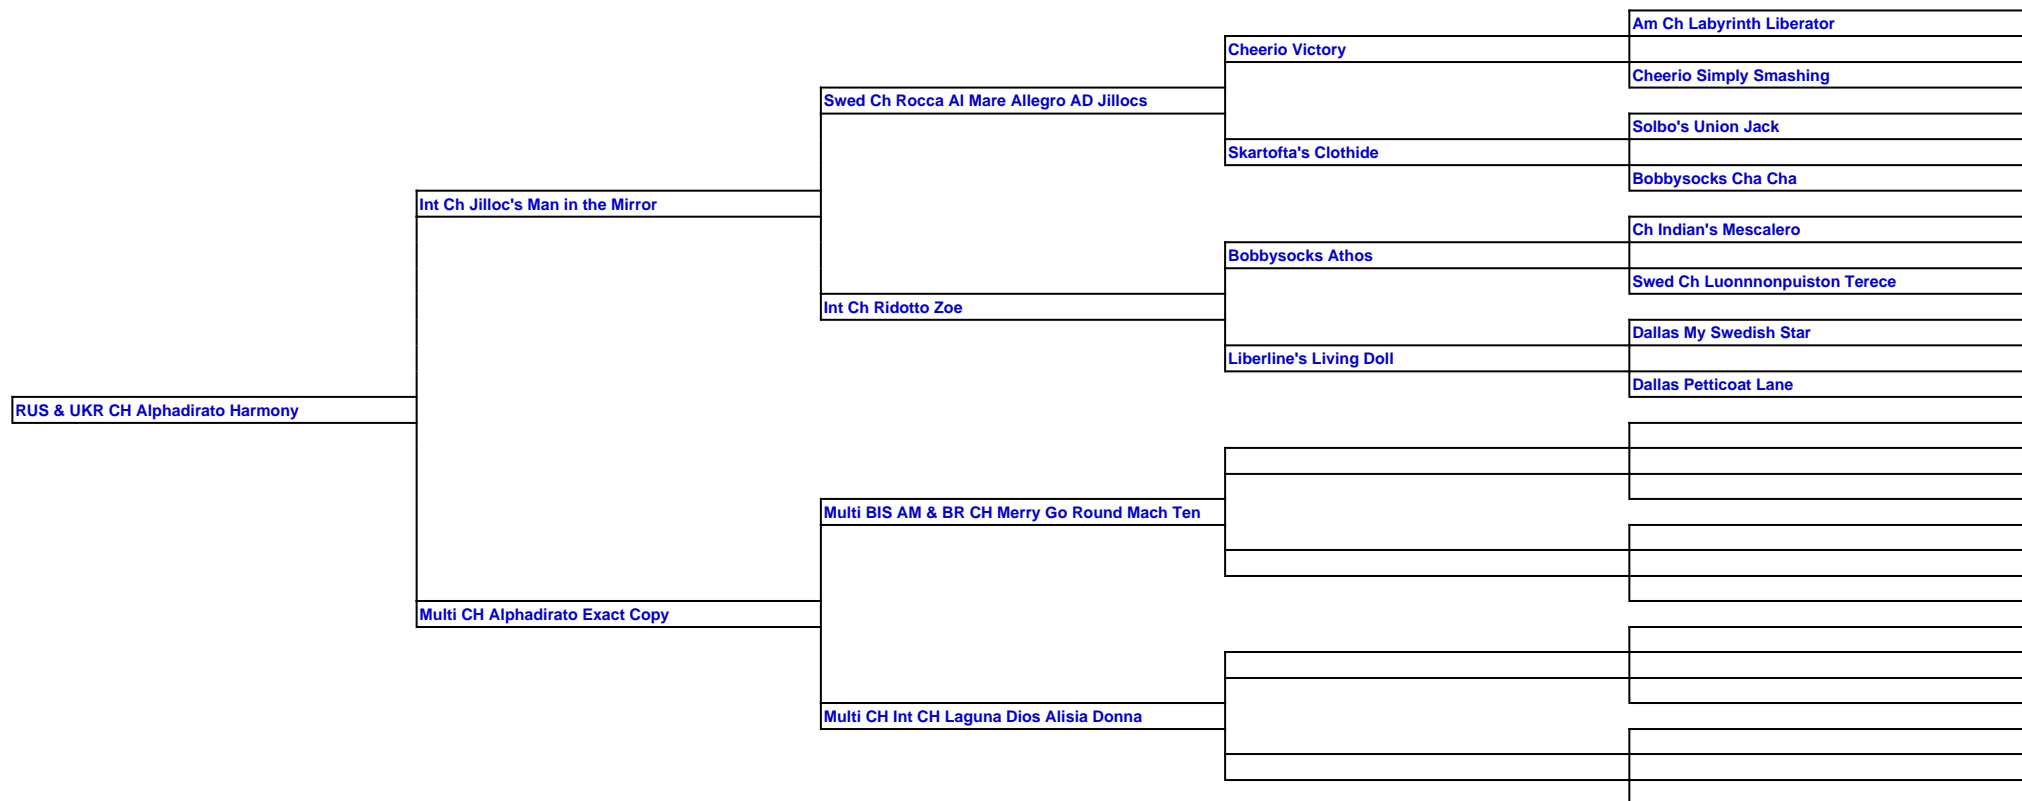 Am Ch Labyrinth Liberator
Cheerio Victory
Cheerio Simply Smashing
Swed Ch Rocca Al Mare Allegro AD Jillocs
Solbo's Union Jack
Skartofta's Clothide
Bobbysocks Cha Cha
Int Ch Jilloc's Man in the Mirror
Ch Indian's Mescalero
Bobbysocks Athos
Swed Ch Luonnnonpuiston Terece
Int Ch Ridotto Zoe
Dallas My Swedish Star
Liberline's Living Doll
Dallas Petticoat Lane
RUS & UKR CH Alphadirato Harmony
Multi BIS AM & BR CH Merry Go Round Mach Ten
Multi CH Alphadirato Exact Copy
Multi CH Int CH Laguna Dios Alisia Donna